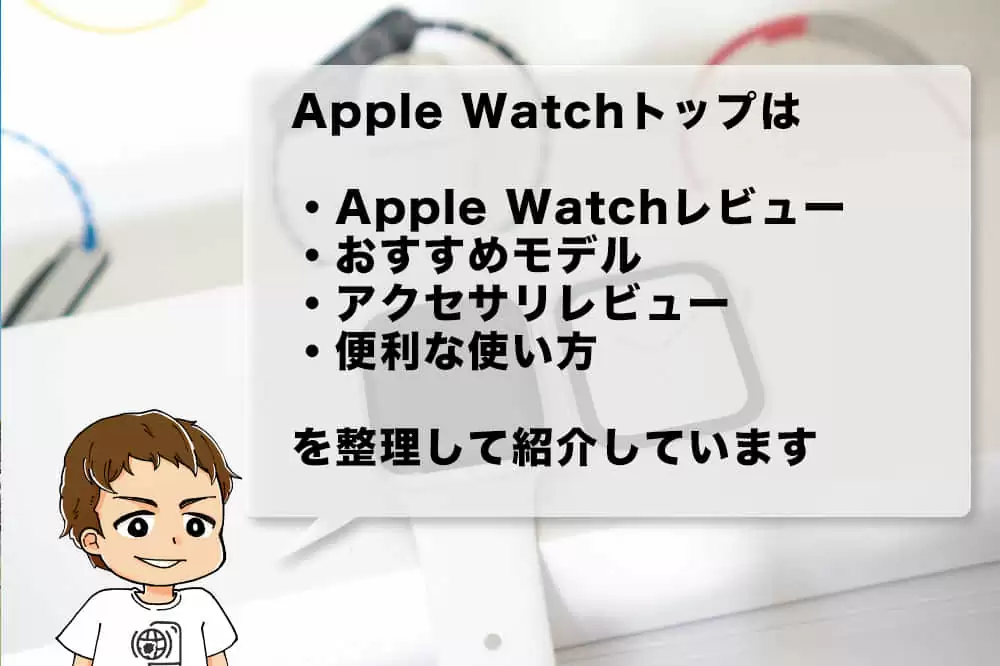 Apple Watchトップは
・Apple Watchレビュー
・おすすめモデル
・アクセサリレビュー
・便利な使い方
を整理して紹介しています